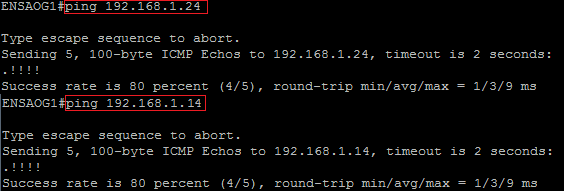 ENSAOG1#ping 192.168.1.24
Type escape sequence to abort.
Sending 5, 100-byte ICMP Echos to 192.168.1.24, timeout is 2 seconds:
.!!!!
Success rate is 80 percent (4/5), round-trip min/avg/max = 1/3/9 ms
ENSAOG1#ping 192.168.1.14
Type escape sequence to abort.
Sending 5, 100-byte ICMP Echos to 192.168.1.14, timeout is 2 seconds:
.!!!!
Success rate is 80 percent (4/5), round-trip min/avg/max = 1/3/9 ms